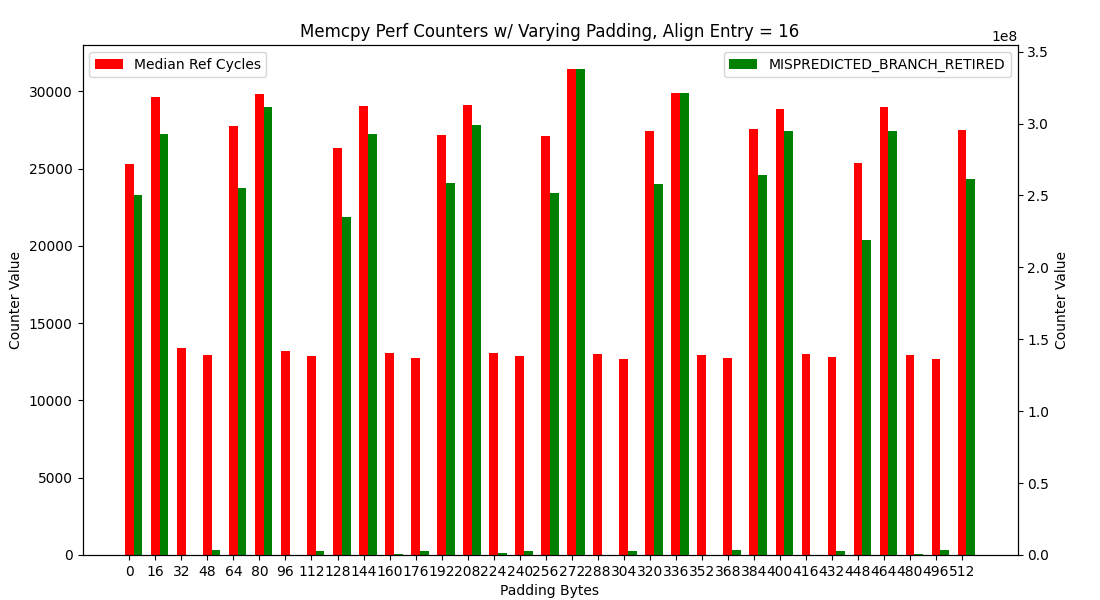 Memcpy Perf Counters w/ Varying Padding, Align Entry = 16
1e8
Median Ref Cycles
MISPREDICTED_BRANCH_RETIRED
30000
25000
20000
15000
10000
5000
0
Counter Value
3.5
3.0
2.5
2.0
1.5
1.0
0.5
0.0
Counter Value
0 16 32 48 64 80 96 112 128 144 160 176 192 208 224 240 256 272 288 304 320 336 352 368 384 400 416 432 448 464 480 496 512
Padding Bytes